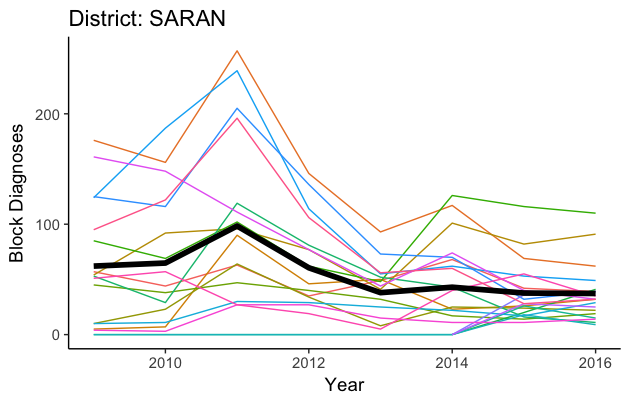 District: SARAN
Block Diagnoses
200
100
0
2010 2012 2014 2016
Year